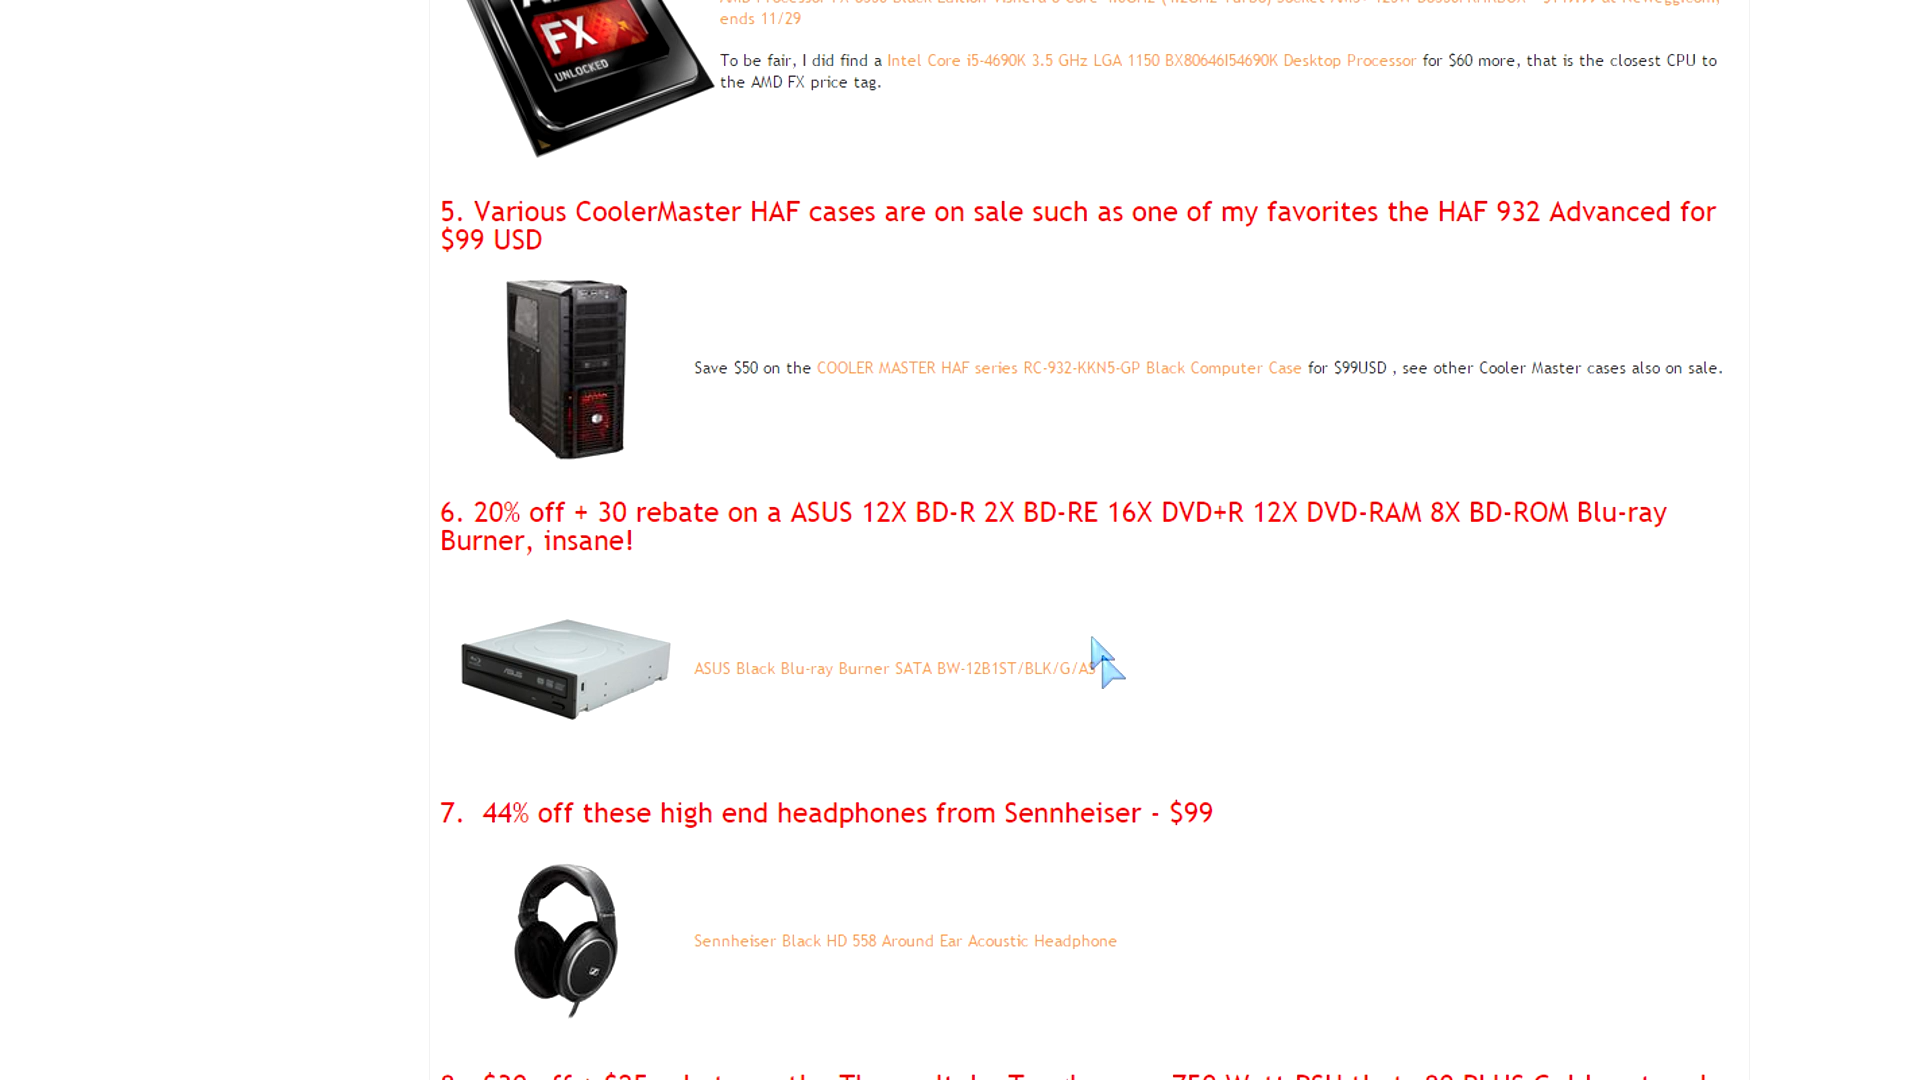 FX
UNLOCKED
ends 11/29
To be fair, I did find a Intel Core i5-4690K 3.5 GHz LGA 1150 BX80646I54690K Desktop Processor for $60 more, that is the closest CPU to
the AMD FX price tag.
5. Various CoolerMaster HAF cases are on sale such as one of my favorites the HAF 932 Advanced for
$99 USD
Save $50 on the COOLER MASTER HAF series RC-932-KKN5-GP Black Computer Case for $99USD , see other Cooler Master cases also on sale.
6. 20% off + 30 rebate on a ASUS 12X BD-R 2X BD-RE 16X DVD+R 12X DVD-RAM 8X BD-ROM Blu-ray
Burner, insane!
ASUS
ASUS Black Blu-ray Burner SATA BW-12B1ST/BLK/G/AS
7. 44% off these high end headphones from Sennheiser - $99
Sennheiser Black HD 558 Around Ear Acoustic Headphone